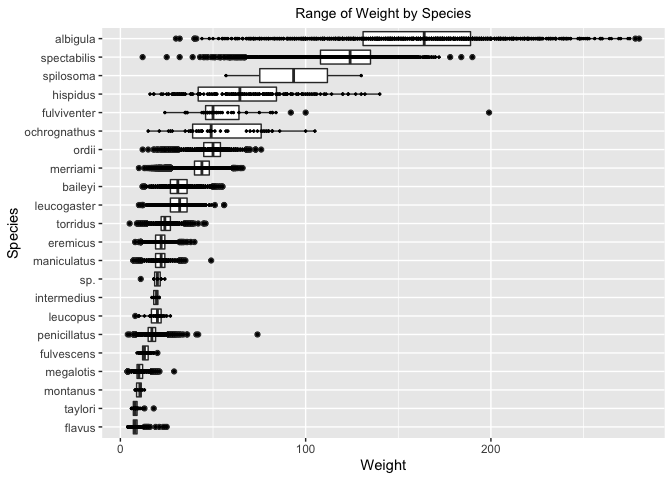 Range of Weight by Species
Species
albigula
spectabilis
spilosoma
hispidus
fulviventer
ochrognathus
ordii
merriami
baileyi
leucogaster
torridus
eremicus
maniculatus
sp.
intermedius
leucopus
penicillatus
fulvescens
megalotis
montanus
taylori
flavus
0 100 200
Weight